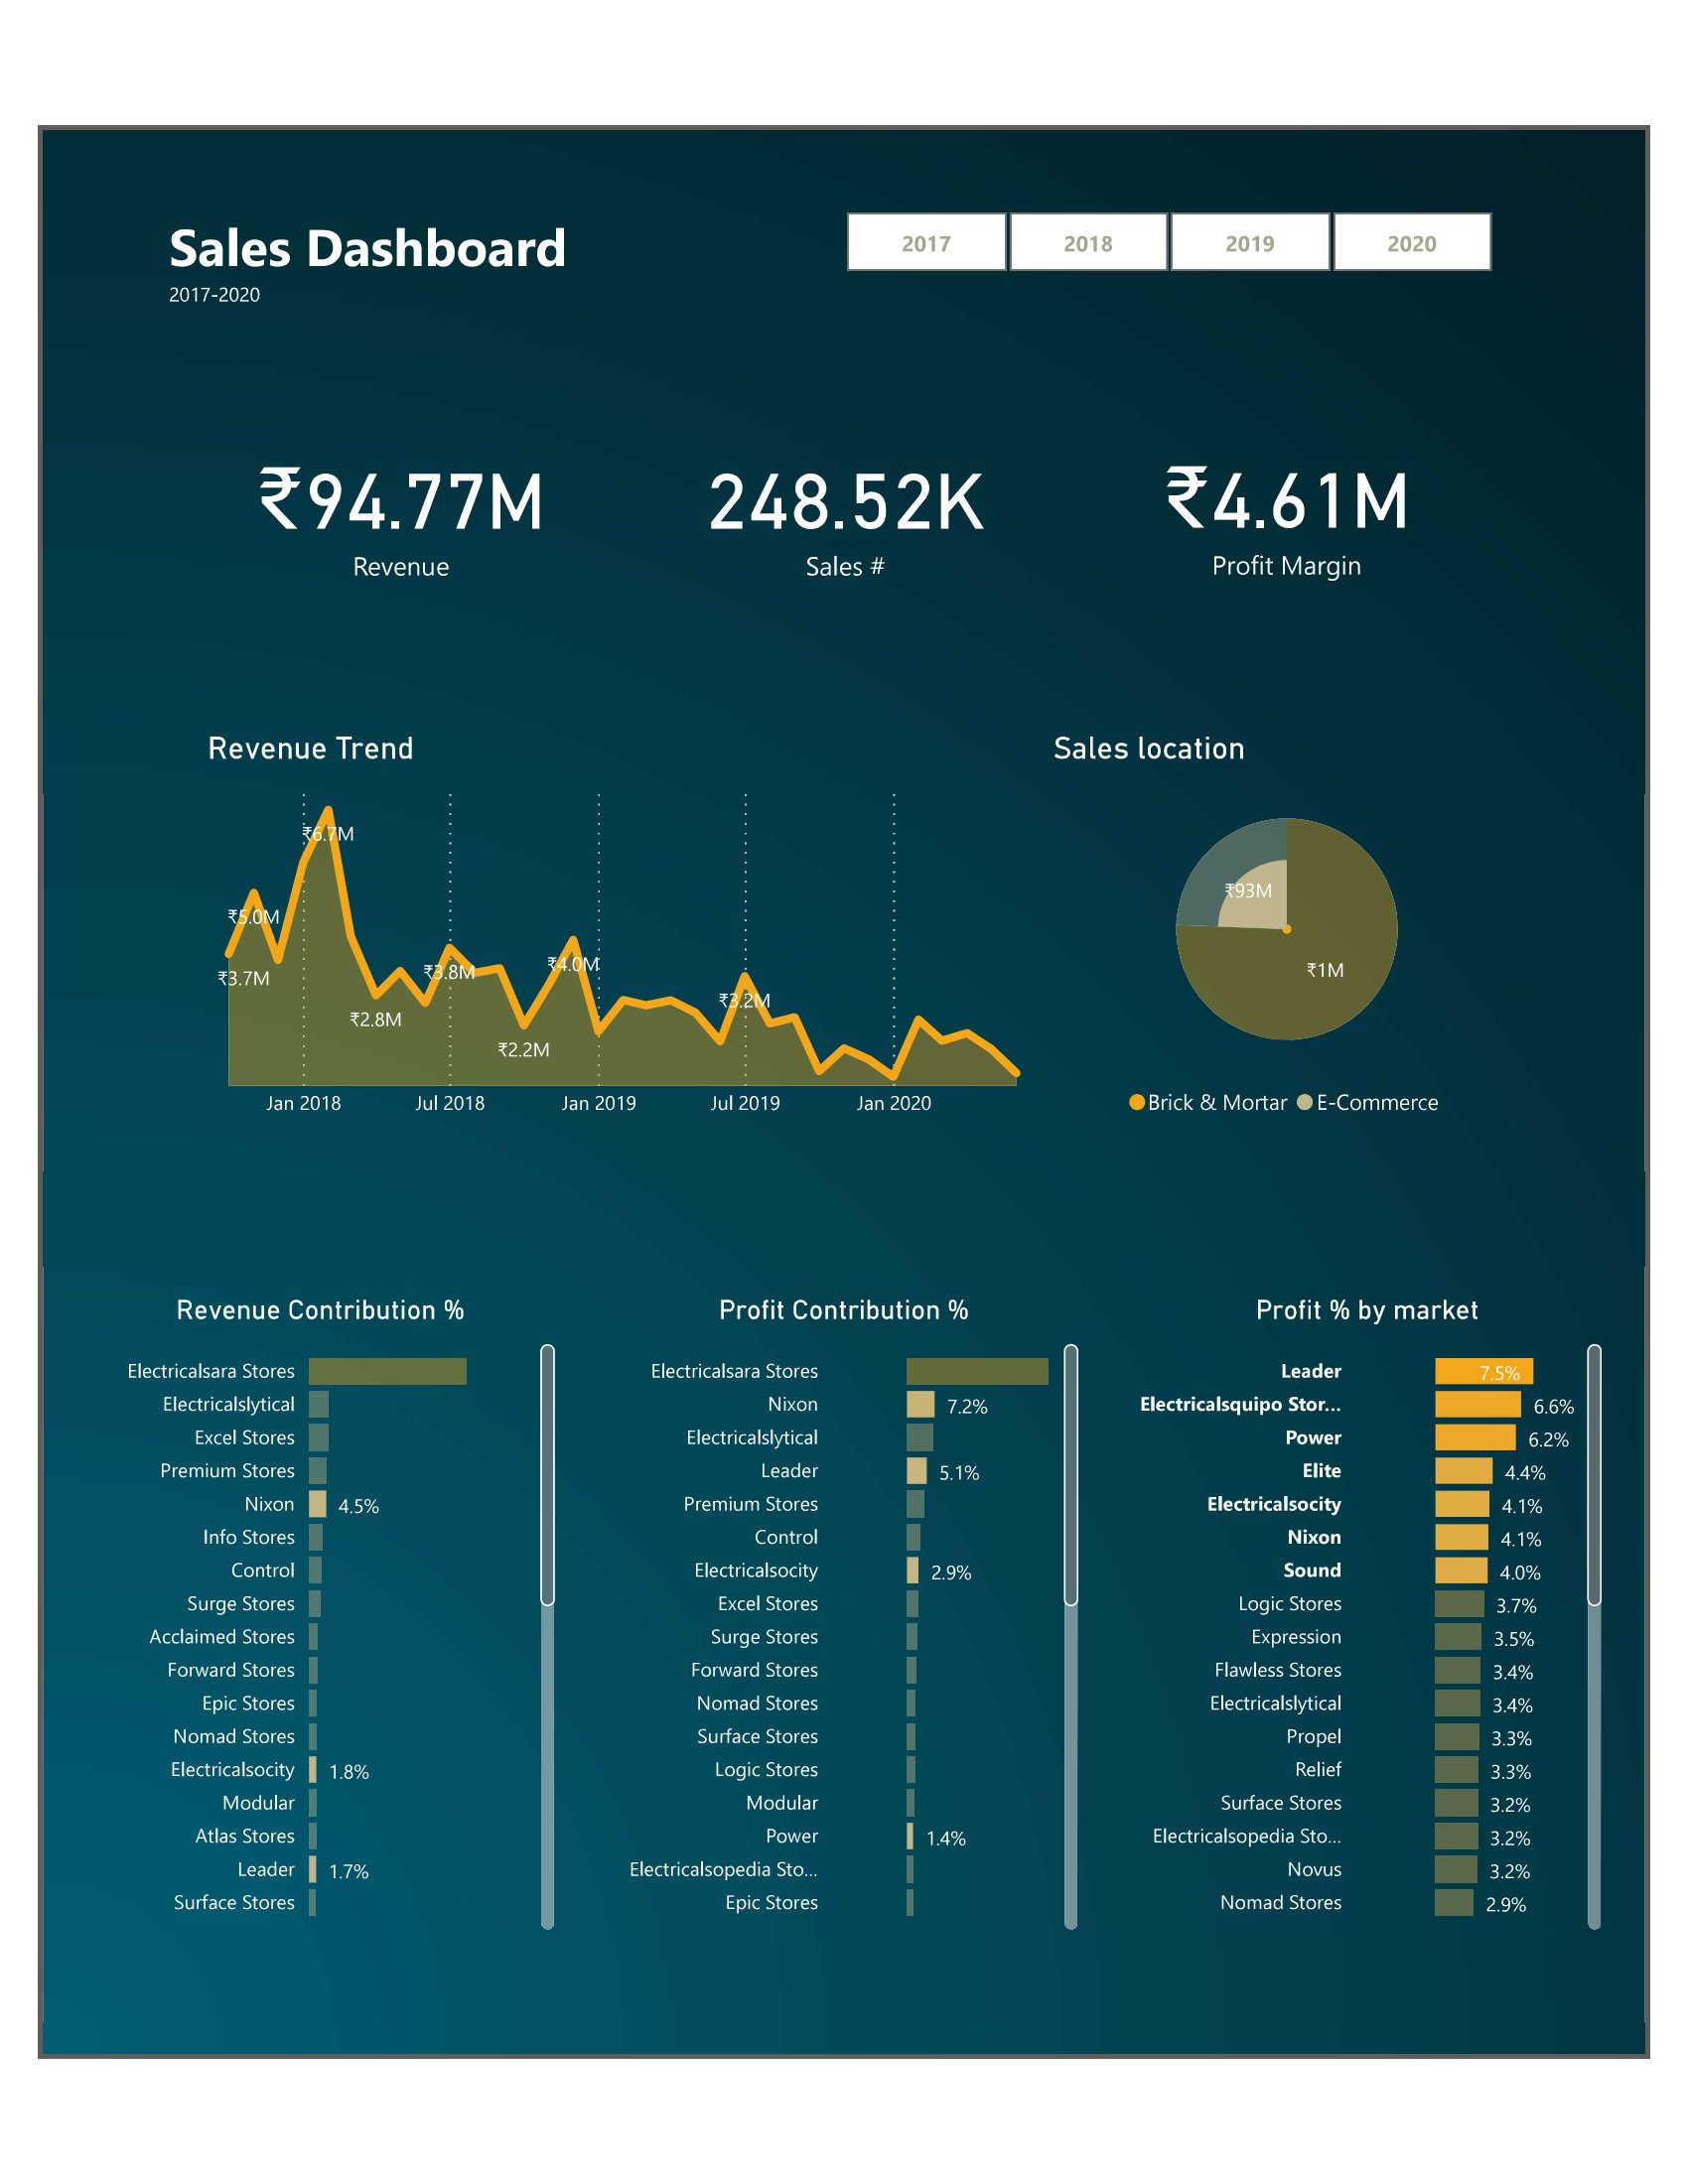 Sales Dashboard
2017-2020
2017 2018 2019 2020
₹94.77M
Revenue
248.52K
Sales #
₹4.61M
Profit Margin
Revenue Trend
₹6.7M
₹5.0M
₹3.7M
₹2.8M
₹3.8M
₹2.2M
₹4.0M
₹3.2M
Jan 2018 Jul 2018 Jan 2019 Jul 2019 Jan 2020
Sales location
₹93M
₹1M
Brick & Mortar E-Commerce
Revenue Contribution %
Electricalsara Stores
Electricalslytical
Excel Stores
Premium Stores
Nixon 4.5%
Info Stores
Control
Surge Stores
Acclaimed Stores
Forward Stores
Epic Stores
Nomad Stores
Electricalsocity 1.8%
Modular
Atlas Stores
Leader 1.7%
Surface Stores
Profit Contribution %
Electricalsara Stores
Nixon 7.2%
Electricalslytical
Leader 5.1%
Premium Stores
Control
Electricalsocity 2.9%
Excel Stores
Surge Stores
Forward Stores
Nomad Stores
Surface Stores
Logic Stores
Modular
Power 1.4%
Electricalsopedia Sto...
Epic Stores
Profit % by market
Leader 7.5%
Electricalsquipo Stor... 6.6%
Power 6.2%
Elite 4.4%
Electricalsocity 4.1%
Nixon 4.1%
Sound 4.0%
Logic Stores 3.7%
Expression 3.5%
Flawless Stores 3.4%
Electricalslytical 3.4%
Propel 3.3%
Relief 3.3%
Surface Stores 3.2%
Electricalsopedia Sto... 3.2%
Novus 3.2%
Nomad Stores 2.9%